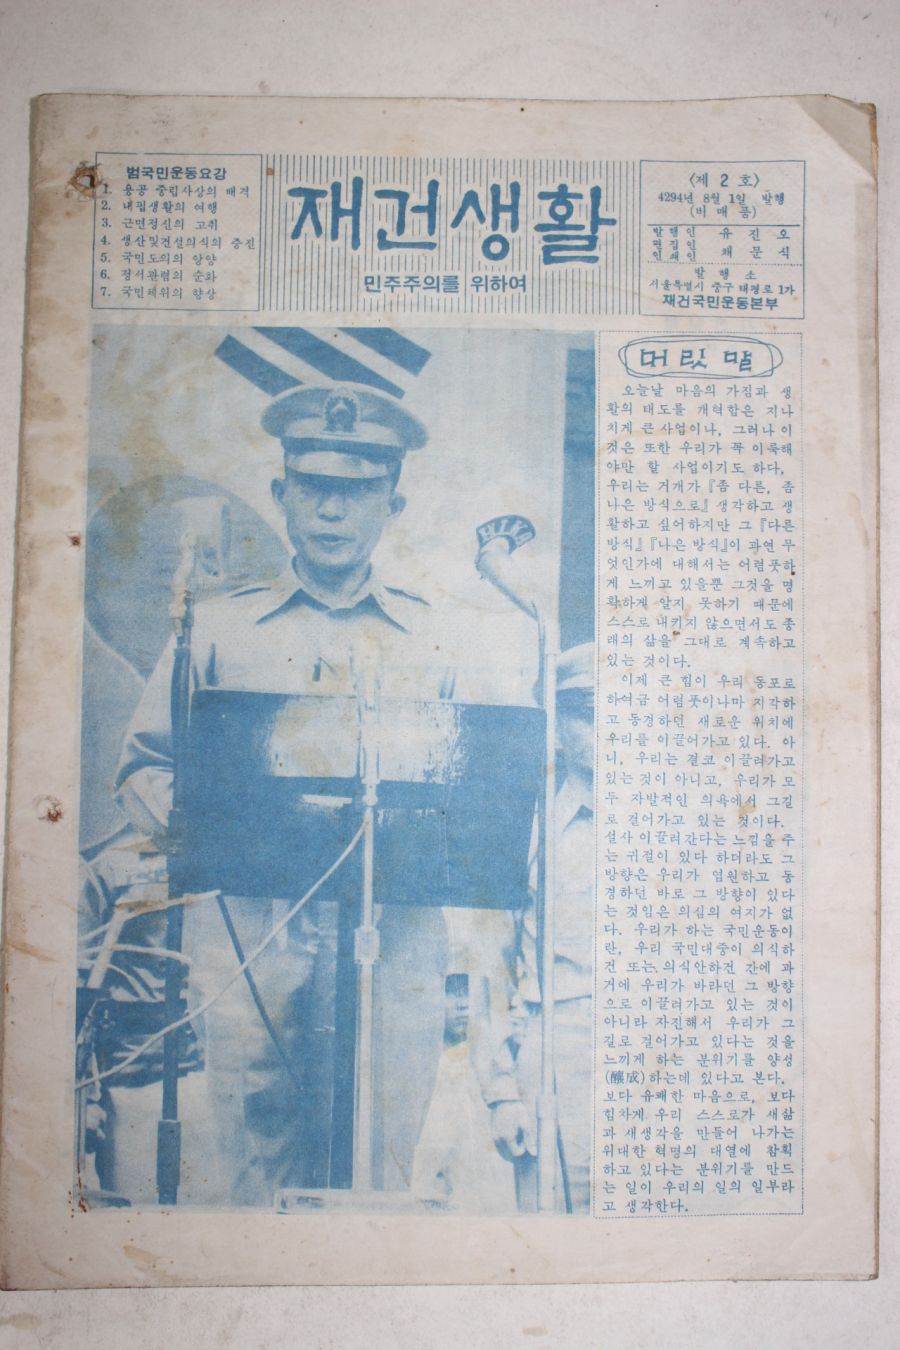 범국민운동요강
1. 용공 중립사상의 배격
2. 내핍생활의 여행
3. 근면정신의 고취
4. 생산및건설의식의 증진
5. 국민도의의 앙양
6. 정서관렴의 순화
7. 국민체위의 향상
재건생활
민주주의를 위하여
〈제 2 호〉
4294년 8월 1일 발행
(비 매 품)
발행인 유 진 오
편집인
인쇄인 채 문 식
발 행 소
서울특별시 중구 태평로 1가
재건국민운동본부
머릿말
오늘날 마음의 가짐과 생
활의 태도를 개혁함은 지나
치게 큰 사업이나, 그러나 이
것은 또한 우리가 꼭 이룩해
야만 할 사업이기도 하다,
우리는 거개가 『좀 다른, 좀
나은 방식으로』 생각하고 생
활하고 싶어하지만 그 『다른
방식』『나은 방식』이 과연 무
엇인가에 대해서는 어렴풋하
게 느끼고 있을뿐 그것을 명
확하게 알지 못하기 때문에
스스로 내키지 않으면서도 종
래의 삶을 그대로 계속하고
있는 것이다.
이제 큰 힘이 우리 동포로
하여금 어렴풋이나마 지각하
고 동경하던 새로운 위치에
우리를 이끌어가고 있다. 아
니, 우리는 결코 이끌려가고
있는 것이 아니고, 우리가 모
두 자발적인 의욕에서 그길
로 걸어가고 있는 것이다.
설사 이끌려간다는 느낌을 주
는 귀절이 있다 하더라도 그
방향은 우리가 염원하고 동
경하던 바로 그 방향이 있다
는 것임은 의심의 여지가 없
다. 우리가 하는 국민운동이
란, 우리 국민대중이 의식하
건 또는 의식안하건 간에 과
거에 우리가 바라던 그 방향
으로 이끌려가고 있는 것이
아니라 자진해서 우리가 그
길로 걸어가고 있다는 것을
느끼게 하는 분위기를 양성
(釀成)하는데 있다고 본다.
보다 유쾌한 마음으로, 보다
힘차게 우리 스스로가 새삶
과 새생각을 만들어 나가는
위대한 혁명의 대열에 참획
하고 있다는 분위기를 만드
는 일이 우리의 일의 일부라
고 생각한다.
HLKA